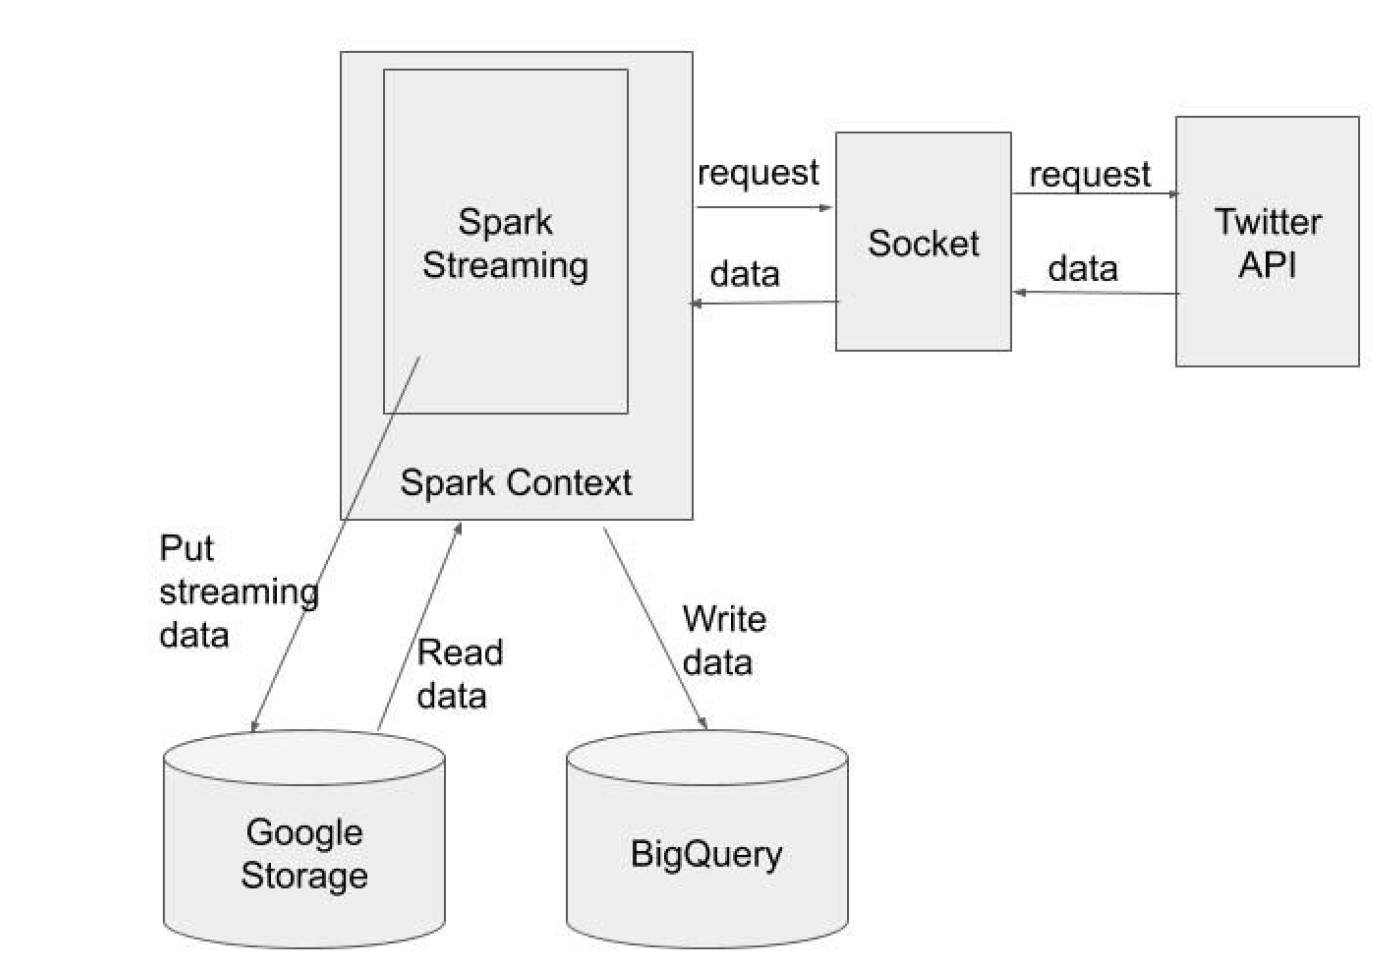 Spark
Streaming
Spark Context
request
data
Socket
request
data
Twitter
API
Put
streaming
data
Read
data
Write
data
Google
Storage
BigQuery